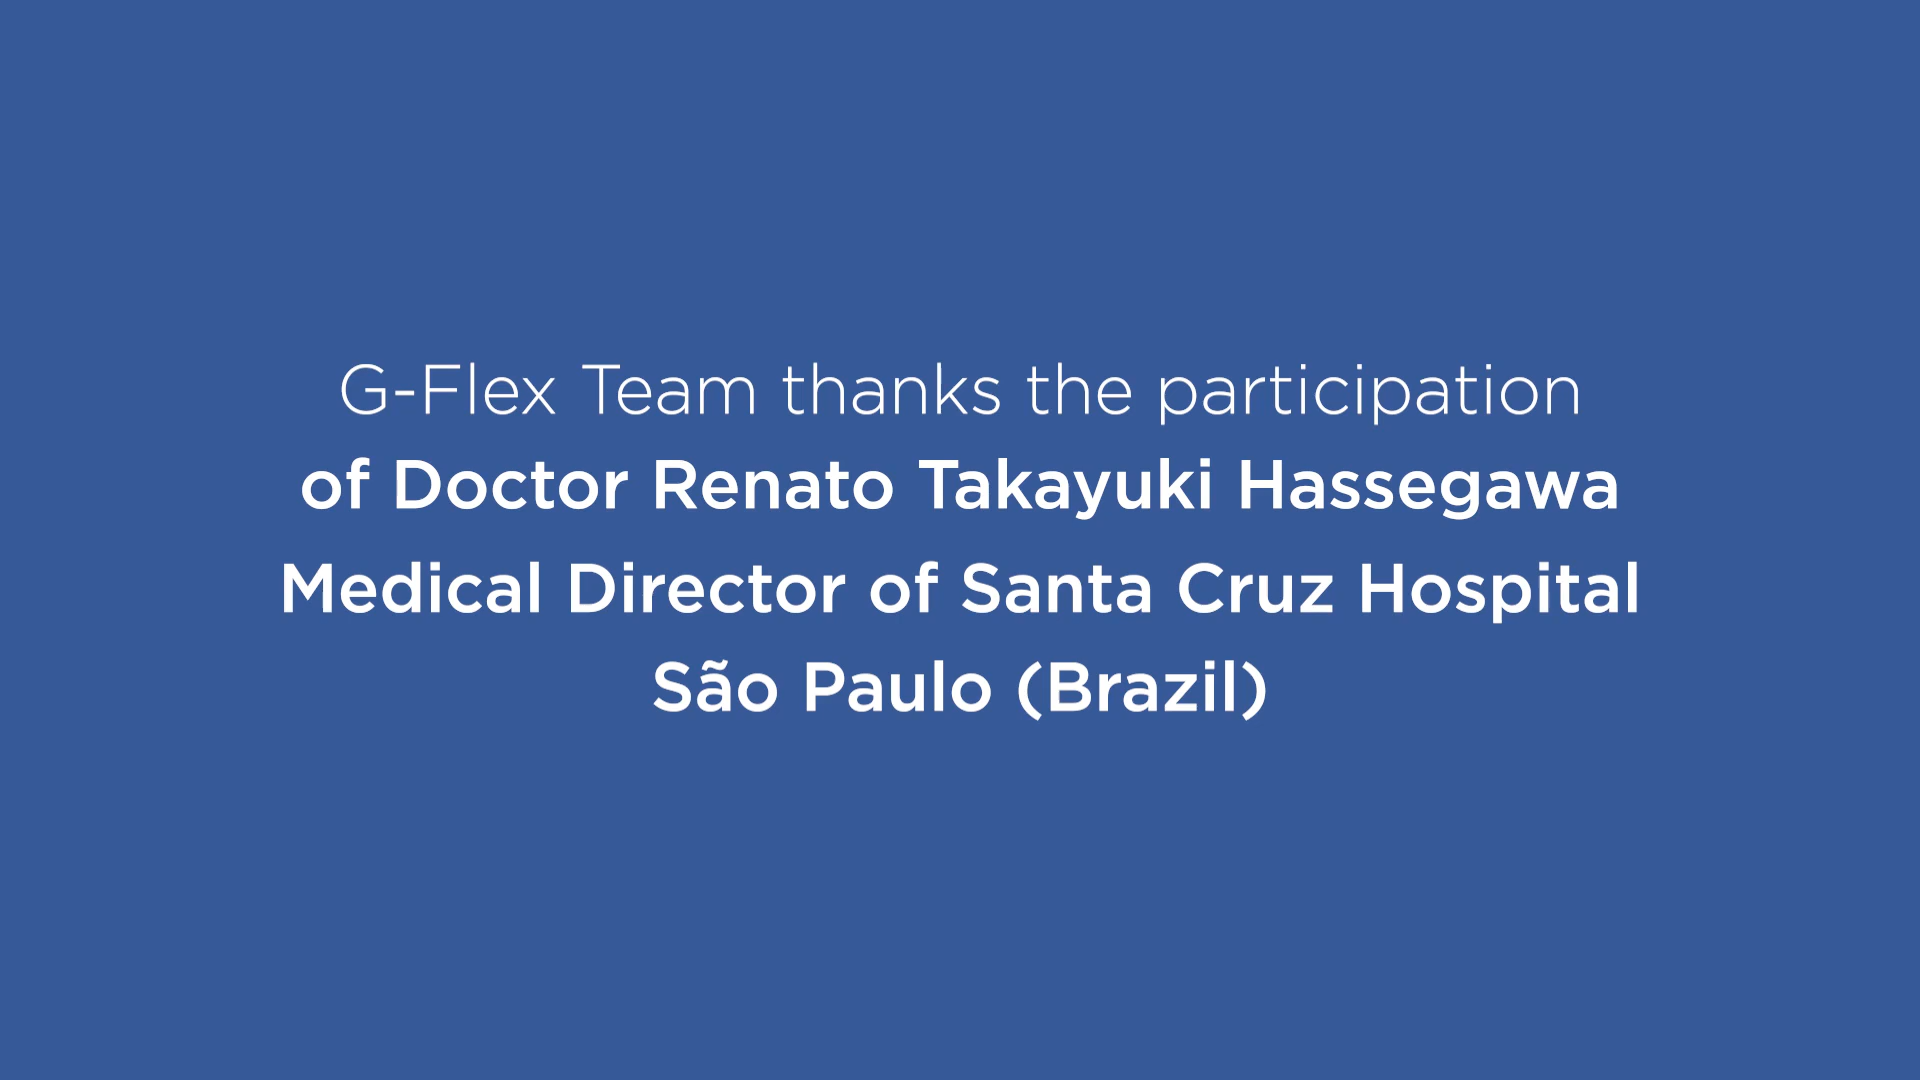 G-Flex Team thanks the participation
of Doctor Renato Takayuki Hassegawa
Medical Director of Santa Cruz Hospital
São Paulo (Brazil)